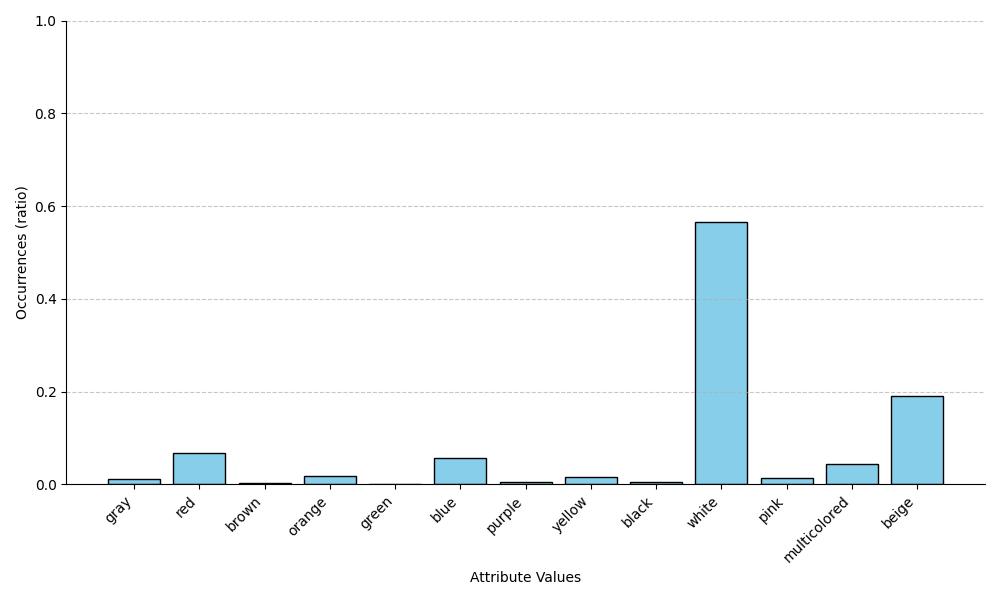 1.0
0.8
0.6
0.4
0.2
0.0
Occurrences (ratio)
gray
red
brown
orange
green
blue
purple
yellow
black
white
pink
multicolored
beige
Attribute Values